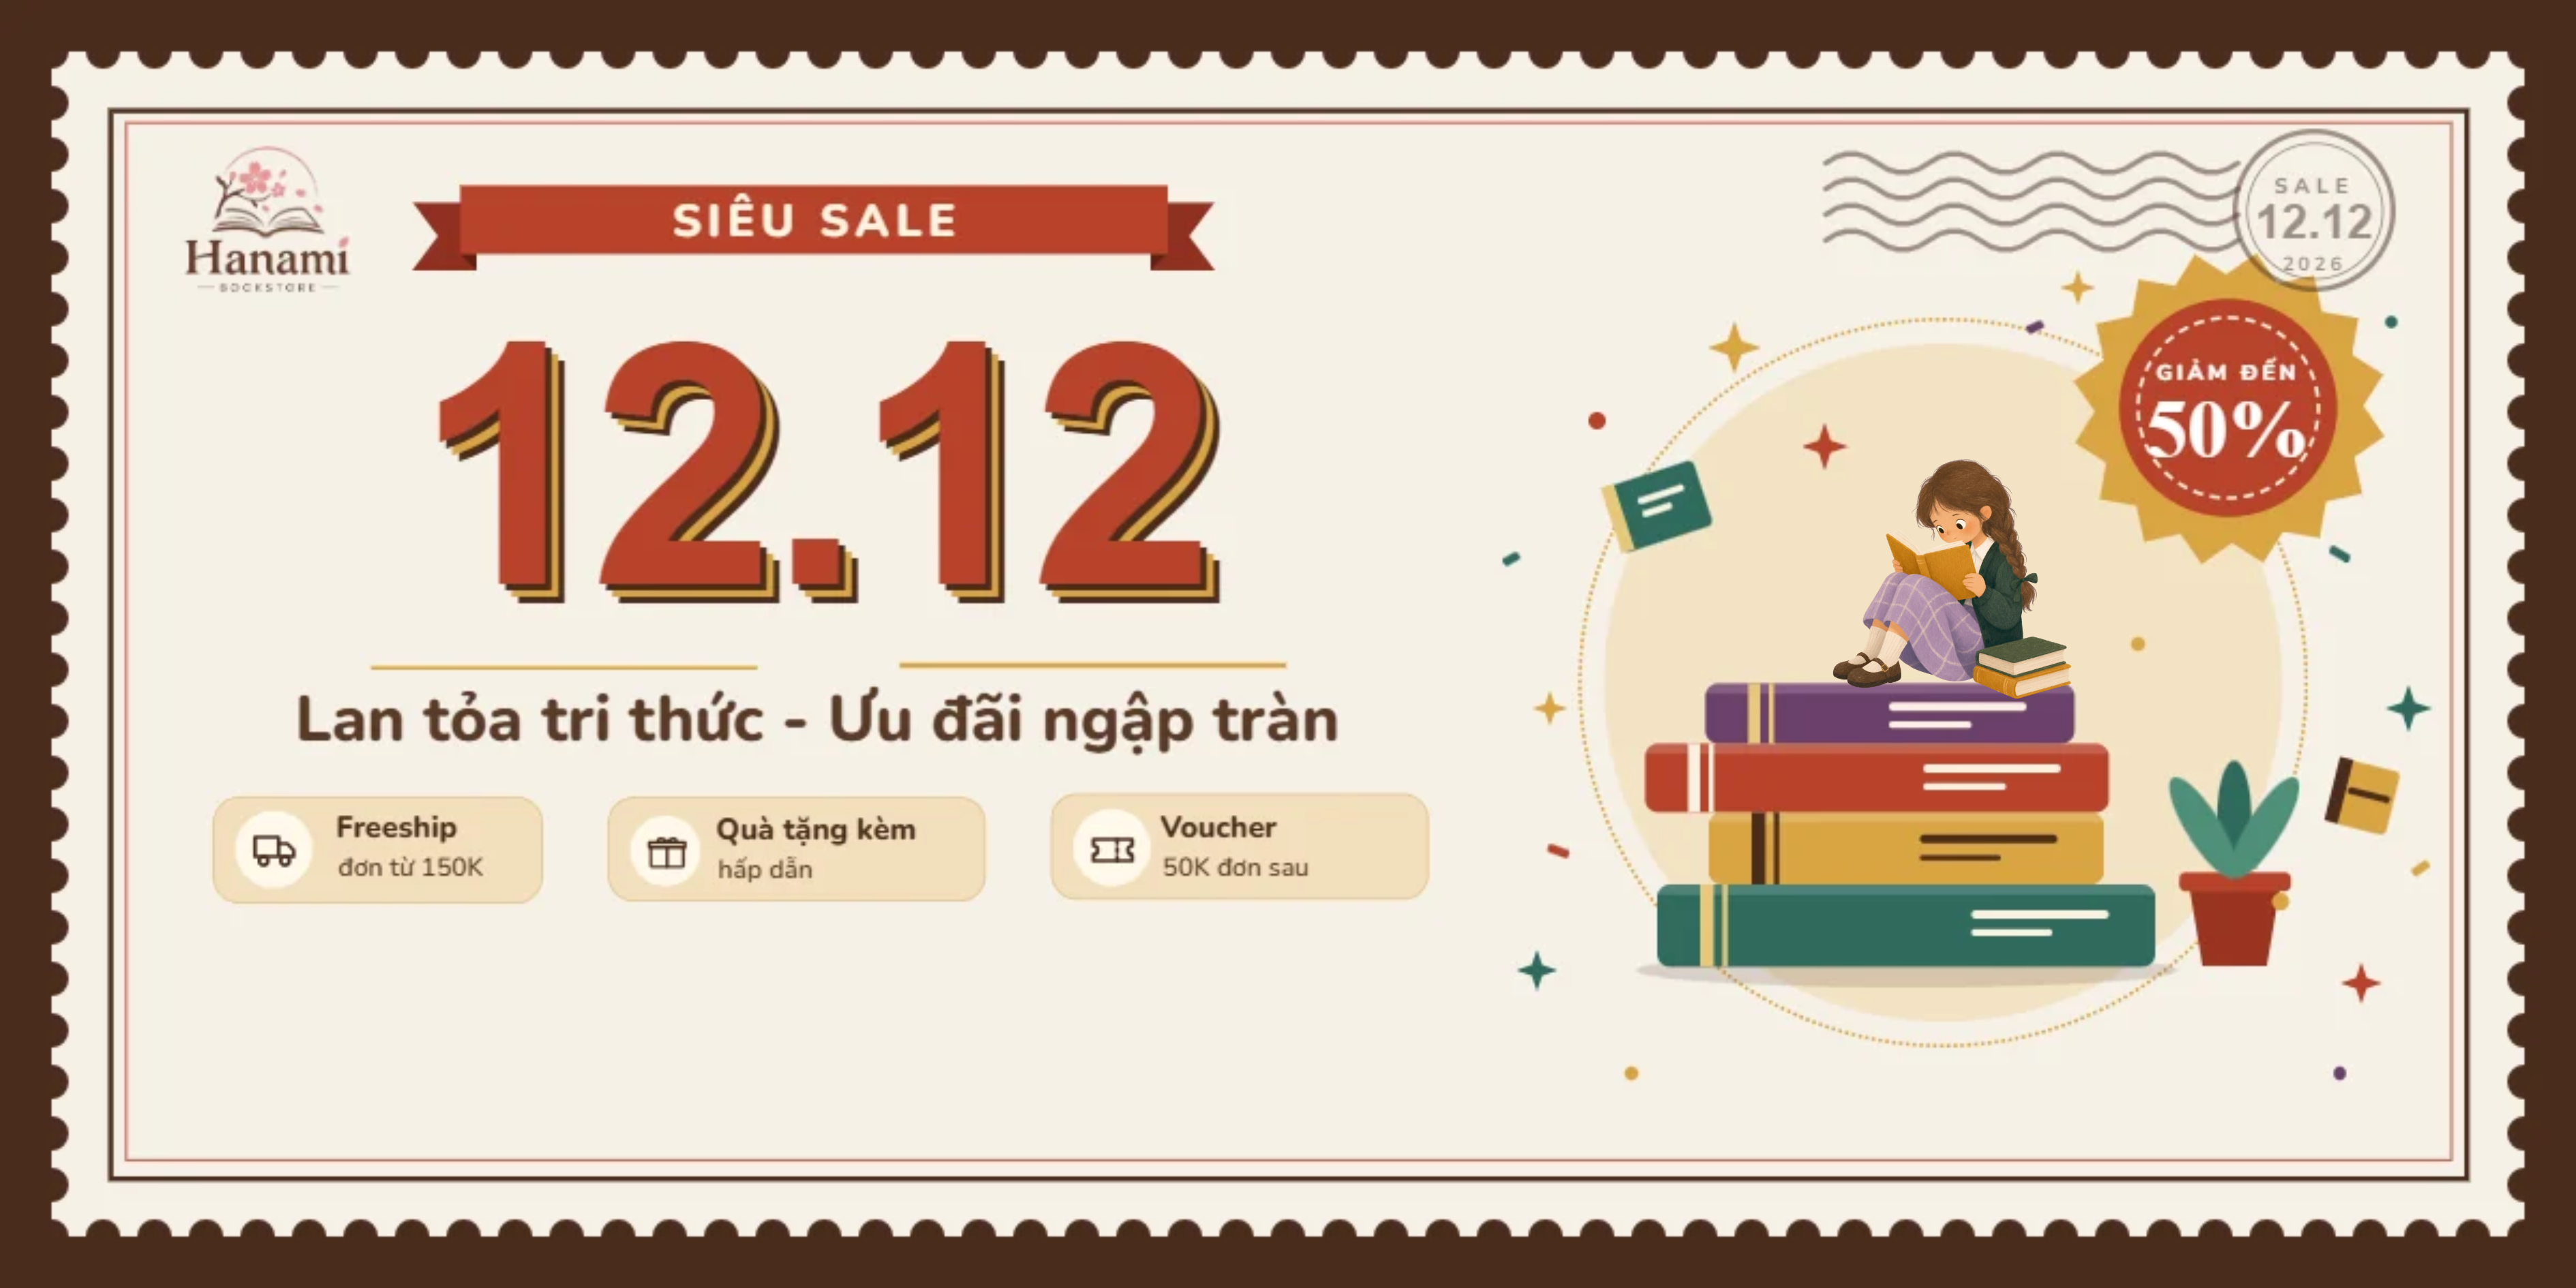 Hanami
BOOKSTORE
SIÊU SALE
12.12
Lan tỏa tri thức - Ưu đãi ngập tràn
Freeship
đơn từ 150K
Quà tặng kèm
hấp dẫn
Voucher
50K đơn sau
SALE
12.12
2026
GIẢM ĐẾN
50%